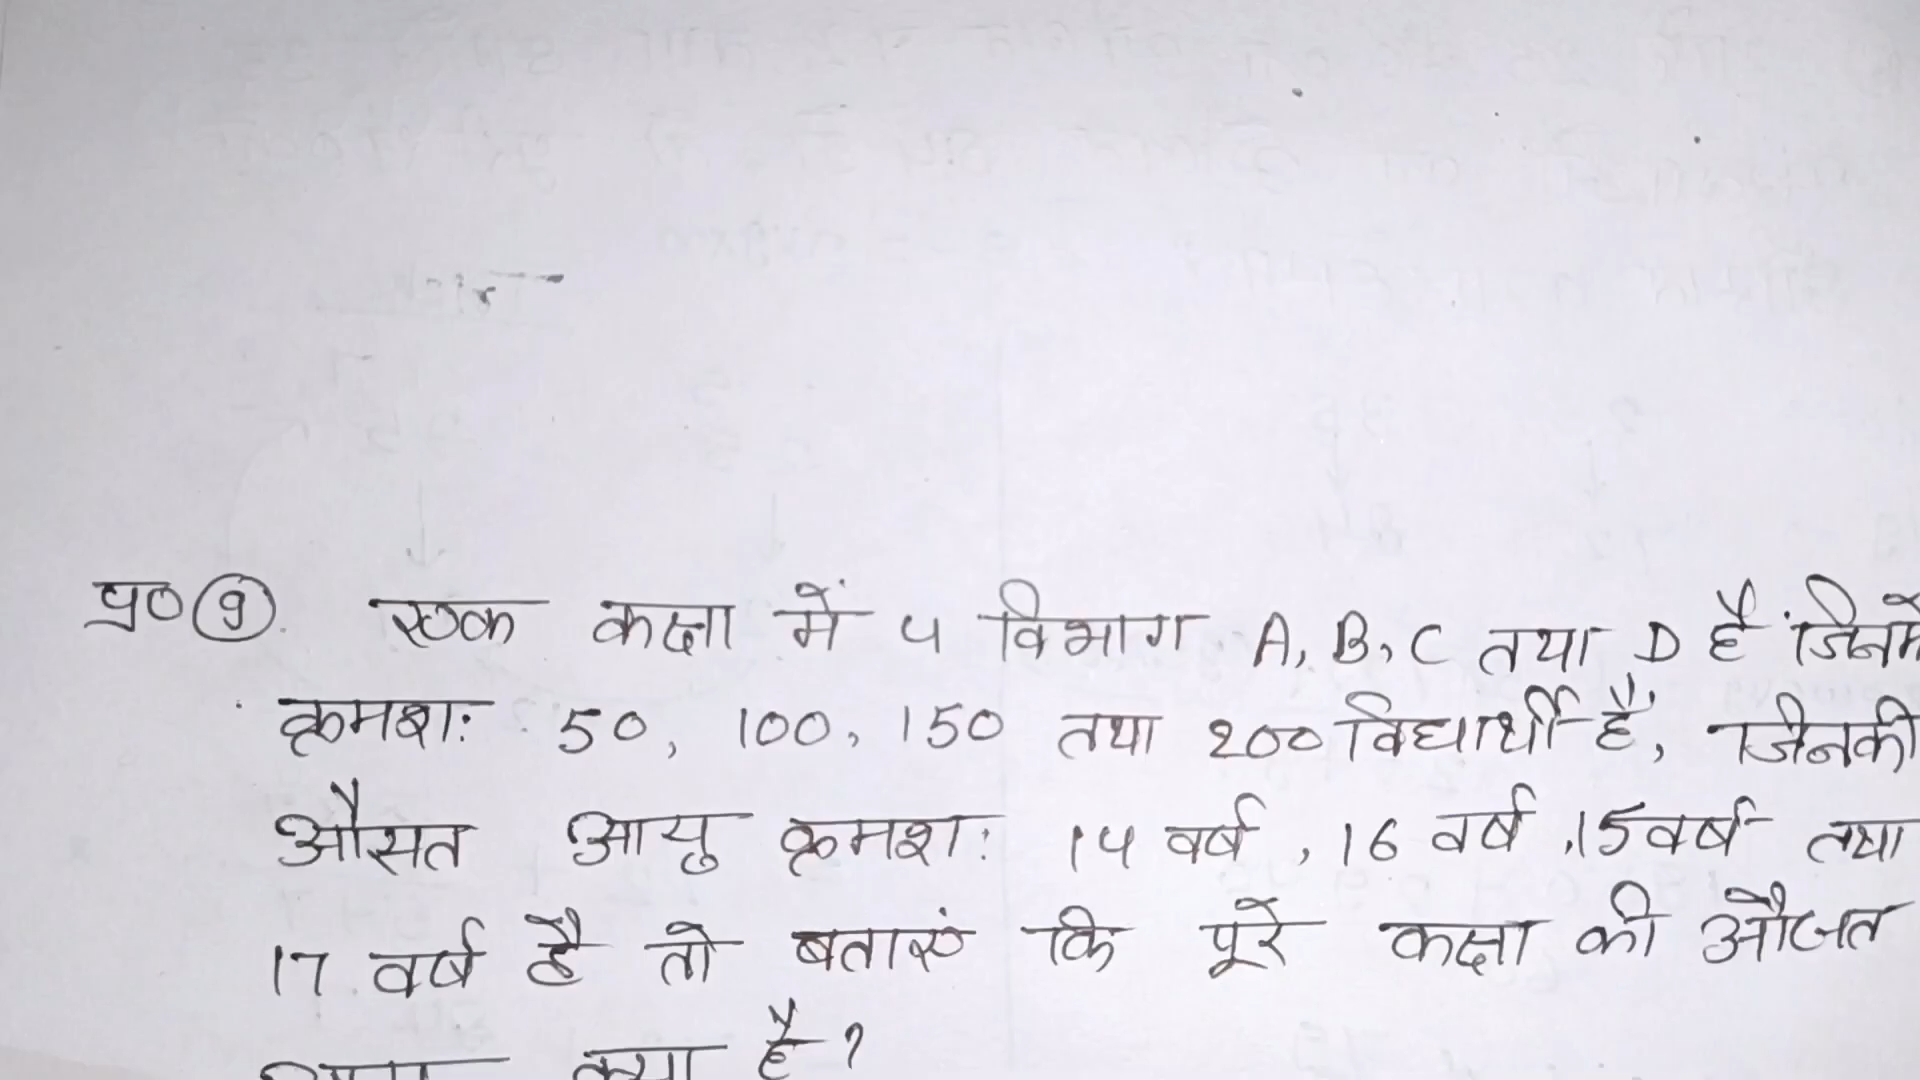 प्र० 9. एक कक्षा में 4 विभाग A, B, C तथा D है जिनमें
क्रमशः 50, 100, 150 तथा 200 विद्यार्थी है, जिनकी
औसत आयु क्रमशः 14 वर्ष, 16 वर्ष, 15 वर्ष तथा
17 वर्ष है तो बताएं कि पूरे कक्षा की औसत
क्या है?